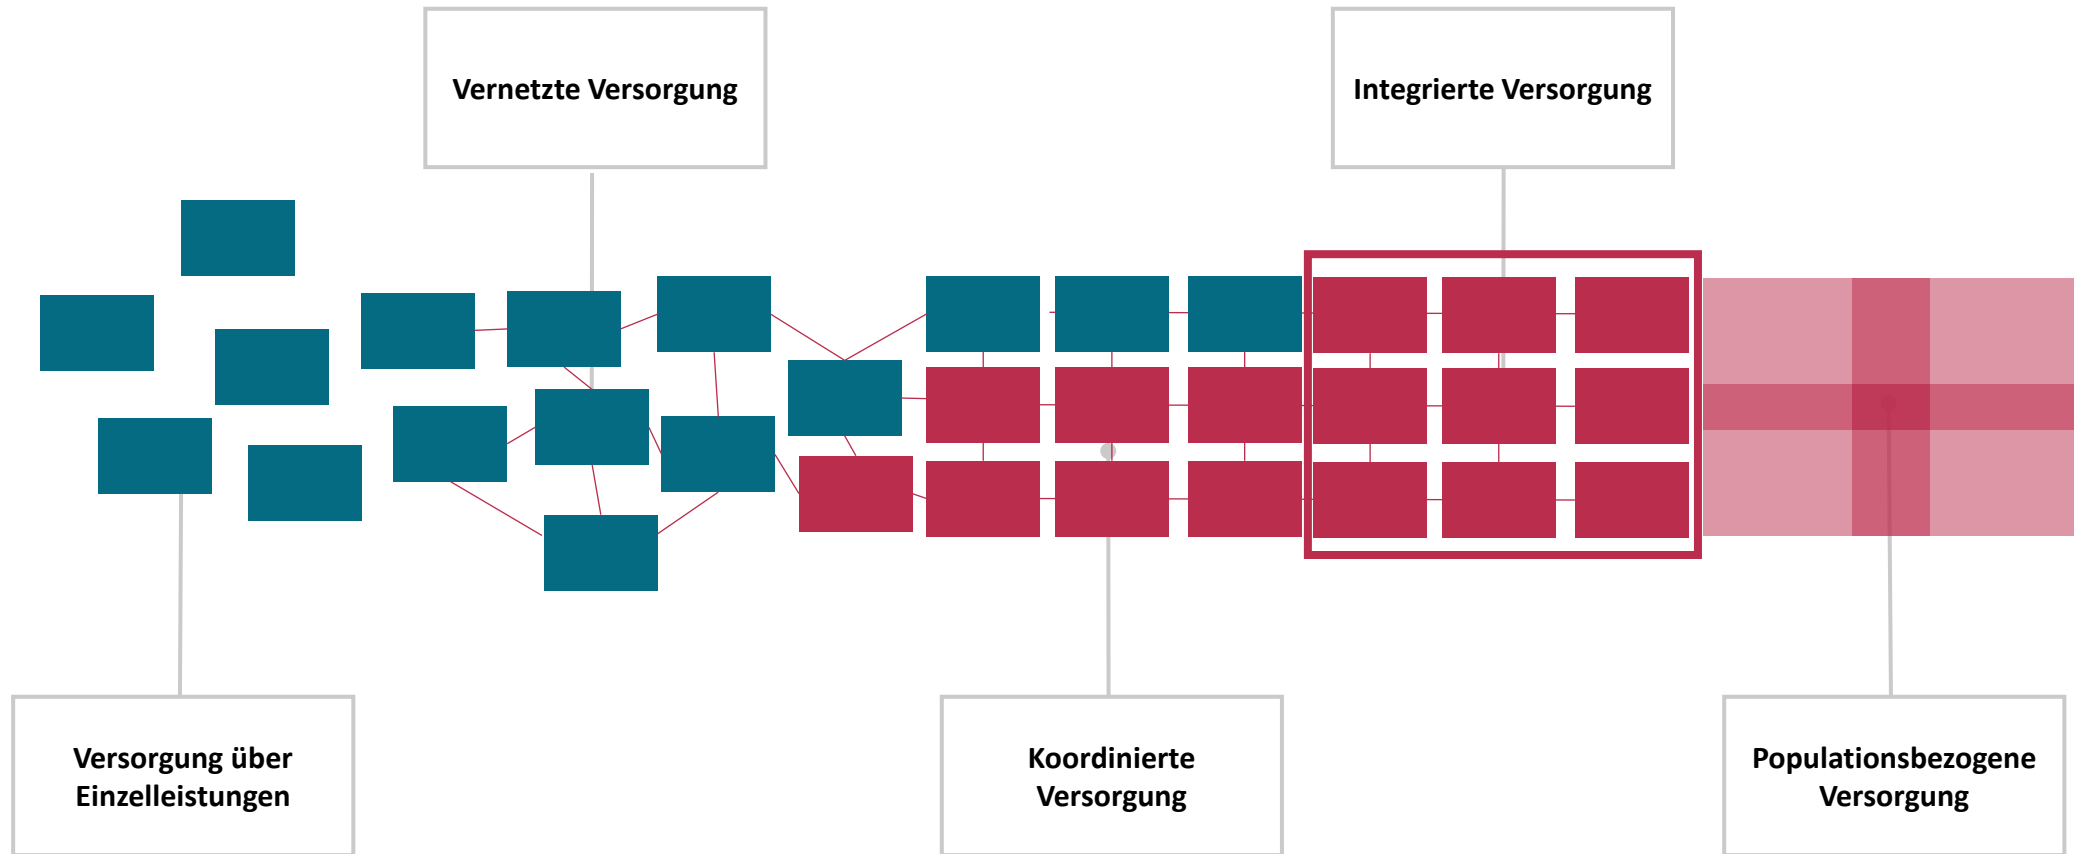 Vernetzte Versorgung
Integrierte Versorgung
Versorgung über
Einzelleistungen
Koordinierte
Versorgung
Populationsbezogene
Versorgung